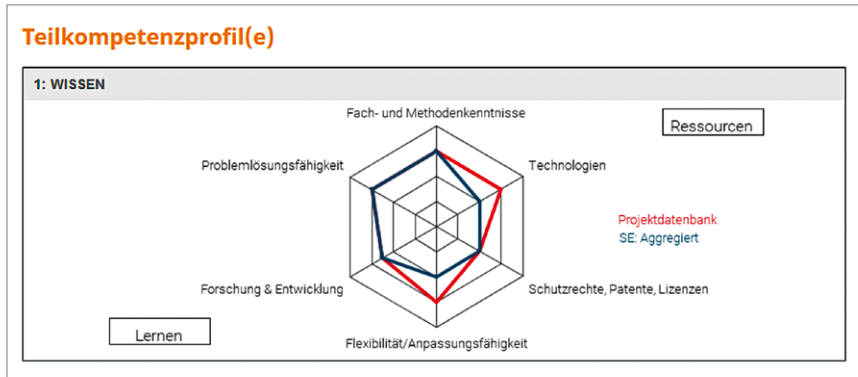 Teilkompetenzprofil(e)
1: WISSEN
Fach- und Methodenkenntnisse
Ressourcen
Problemlösungsfähigkeit
Technologien
Projektdatenbank
SE: Aggregiert
Forschung & Entwicklung
Schutzrechte, Patente, Lizenzen
Lernen
Flexibilität/Anpassungsfähigkeit